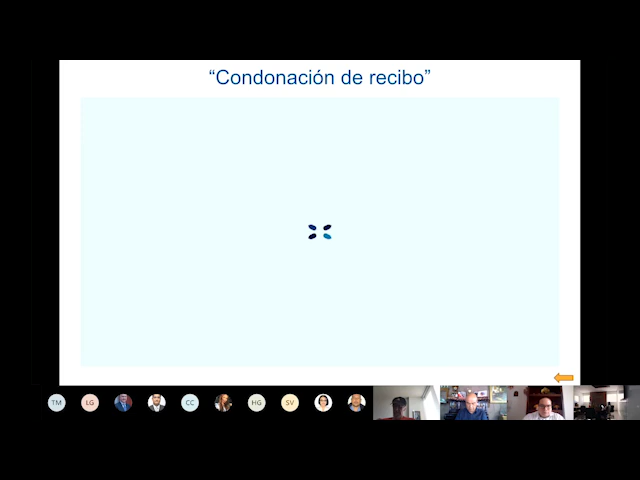 “Condonación de recibo”
TM
LG
CC
HG
SV